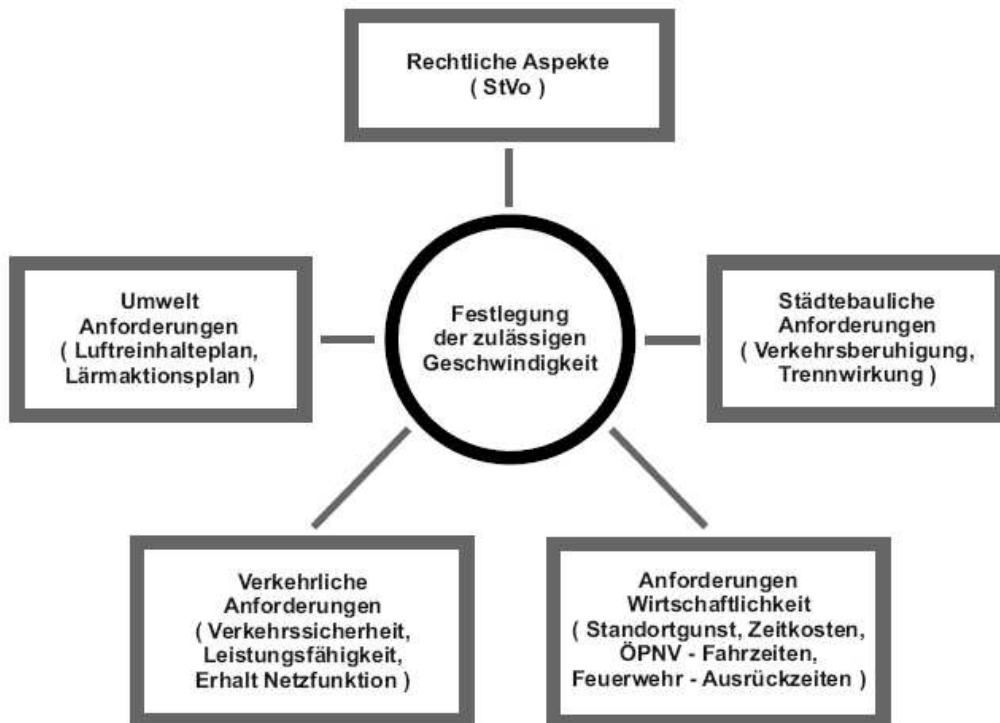 Rechtliche Aspekte
( StVo )
Umwelt
Anforderungen
( Luftreinhalteplan,
Lärmaktionsplan )
Festlegung
der zulässigen
Geschwindigkeit
Städtebauliche
Anforderungen
( Verkehrsberuhigung,
Trennwirkung )
Verkehrliche
Anforderungen
( Verkehrssicherheit,
Leistungsfähigkeit,
Erhalt Netzfunktion )
Anforderungen
Wirtschaftlichkeit
( Standortgunst, Zeitkosten,
ÖPNV - Fahrzeiten,
Feuerwehr - Ausrückzeiten )